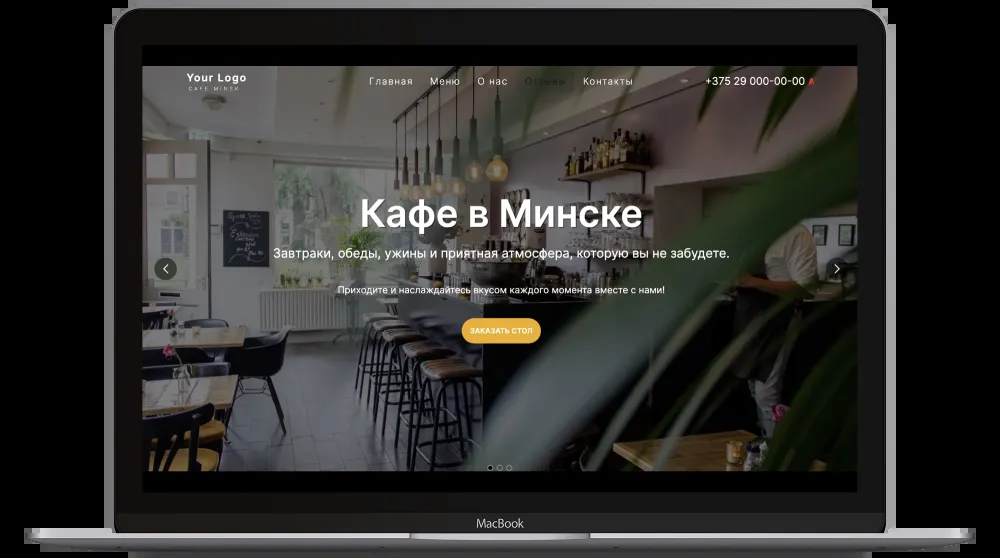 Your Logo
CAFE MINSK
Главная Меню О нас Отзывы Контакты
+375 29 000-00-00 A
Кафе в Минске
Завтраки, обеды, ужины и приятная атмосфера, которую вы не забудете.
Приходите и наслаждайтесь вкусом каждого момента вместе с нами!
ЗАКАЗАТЬ СТОЛ
MacBook